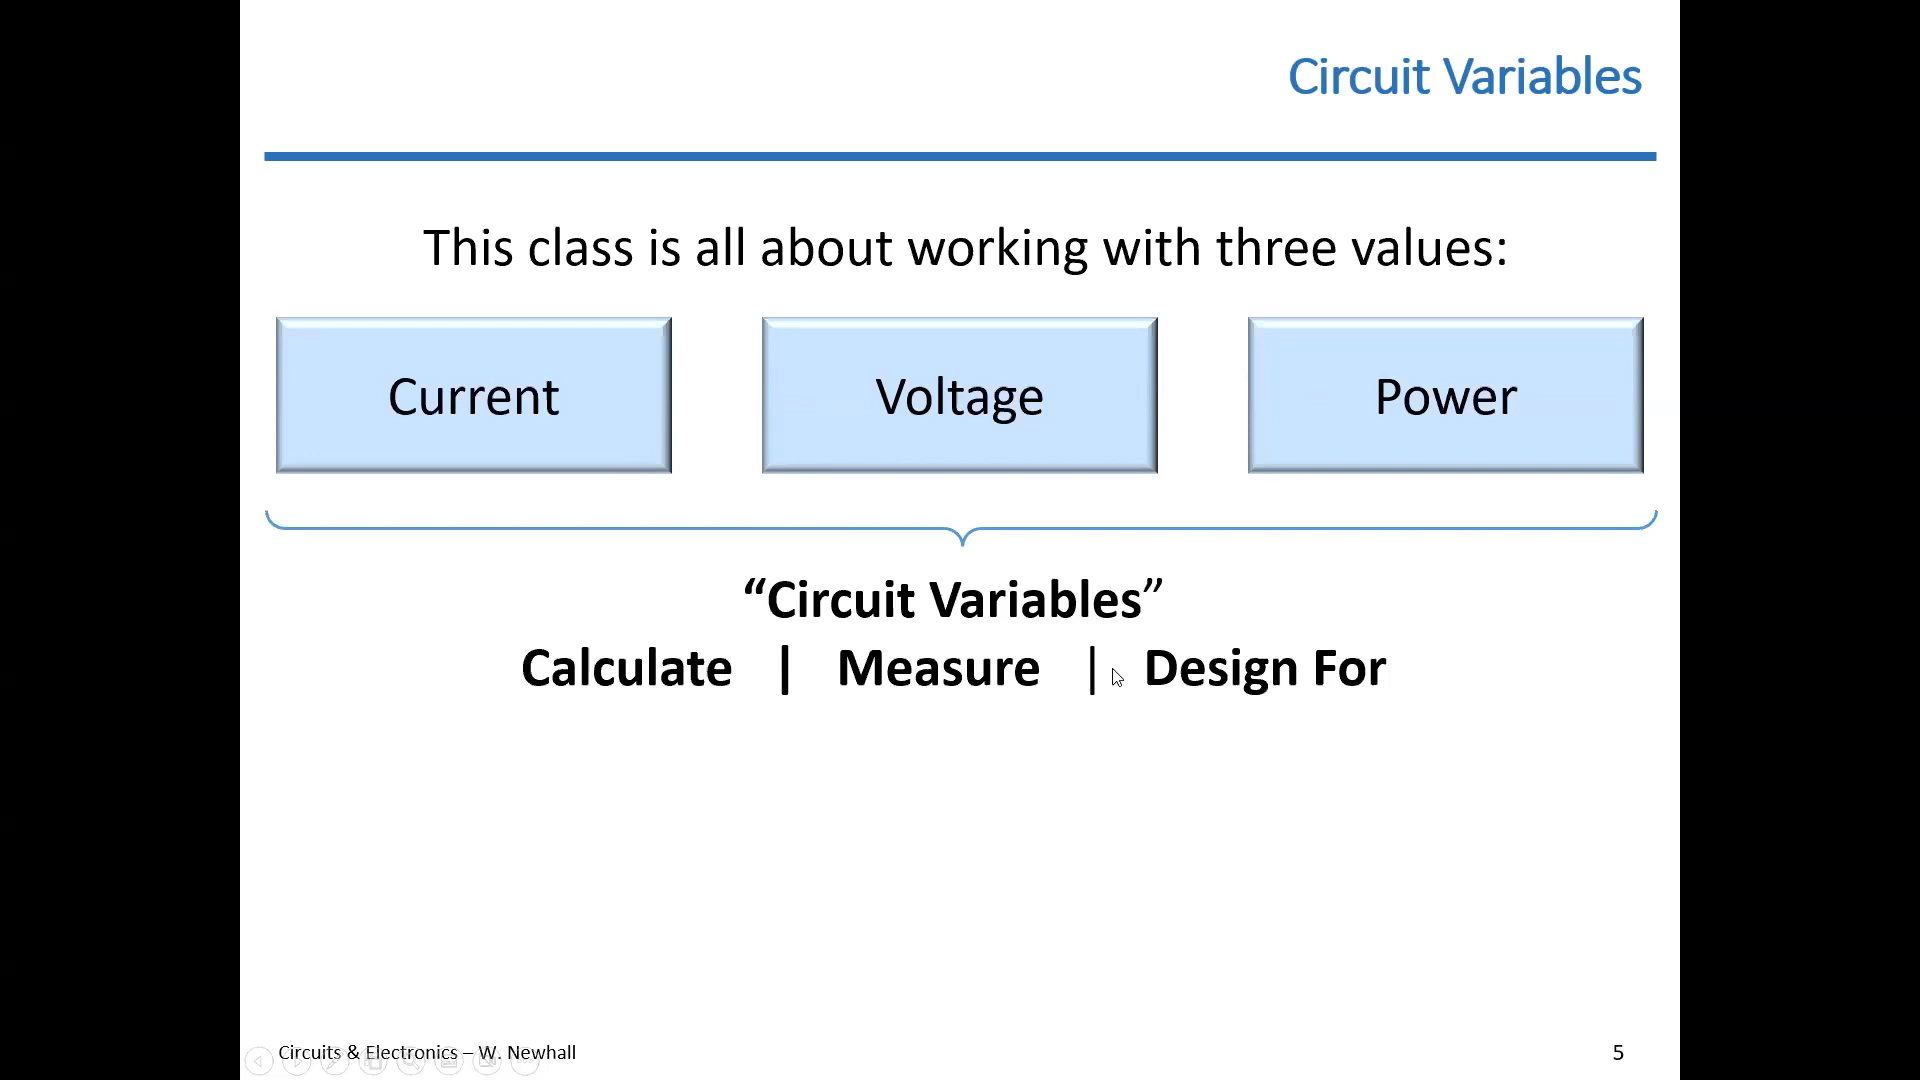 Circuit Variables
This class is all about working with three values:
Current
Voltage
Power
“Circuit Variables”
Calculate | Measure | Design For
Circuits & Electronics – W. Newhall
5